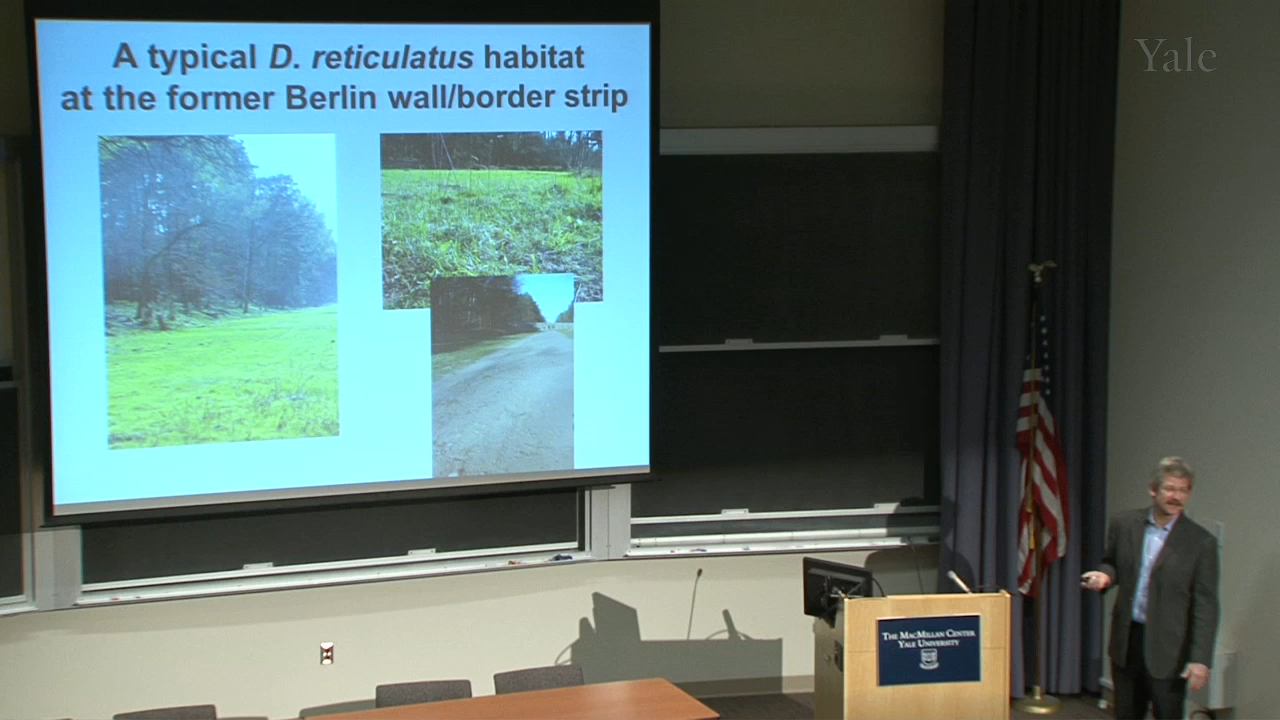 A typical D. reticulatus habitat
at the former Berlin wall/border strip
Yale
THE MACMILLAN CENTER
YALE UNIVERSITY